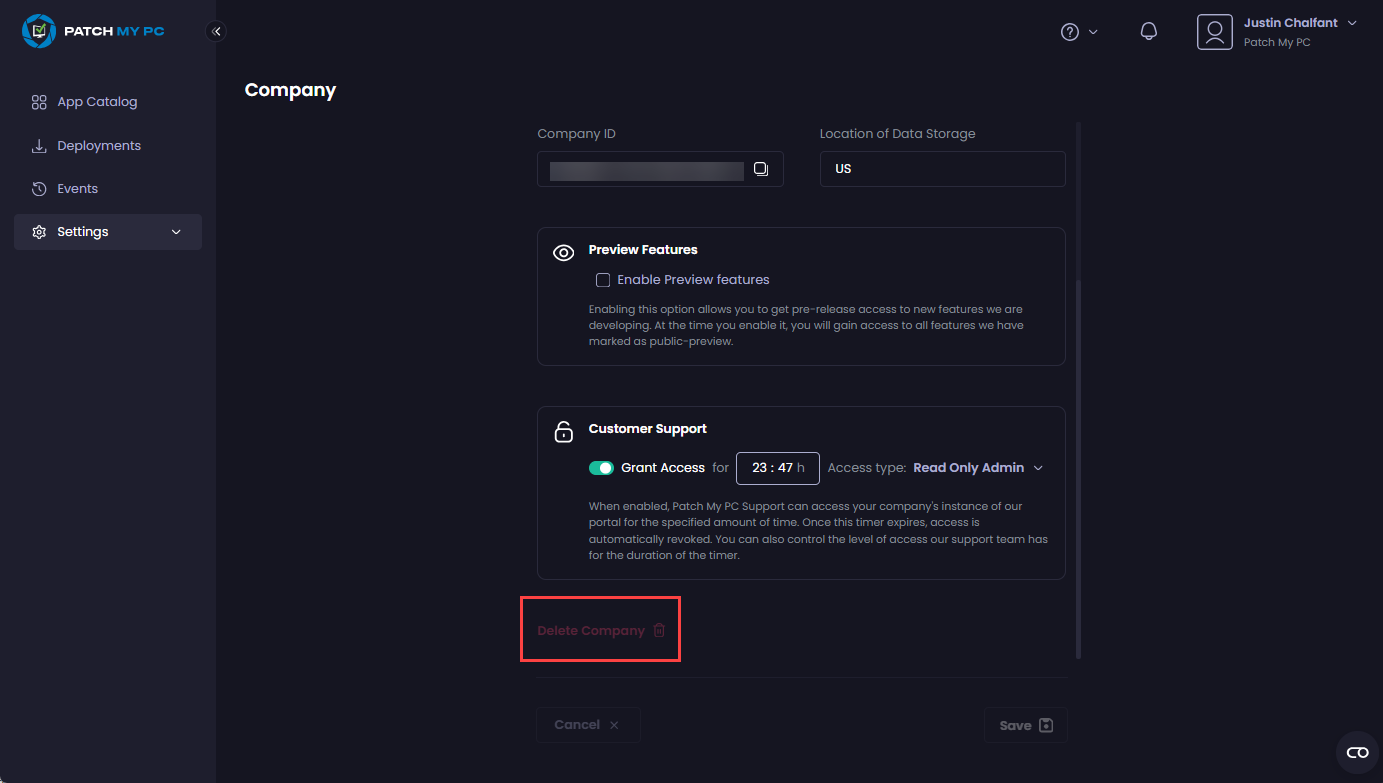 PATCH MY PC
Justin Chalfant
Patch My PC
App Catalog
Deployments
Events
Settings
Company
Company ID
Location of Data Storage
US
Preview Features
Enable Preview features
Enabling this option allows you to get pre-release access to new features we are
developing. At the time you enable it, you will gain access to all features we have
marked as public-preview.
Customer Support
Grant Access for 23 : 47 h Access type: Read Only Admin
When enabled, Patch My PC Support can access your company's instance of our
portal for the specified amount of time. Once this timer expires, access is
automatically revoked. You can also control the level of access our support team has
for the duration of the timer.
Delete Company
Cancel
Save